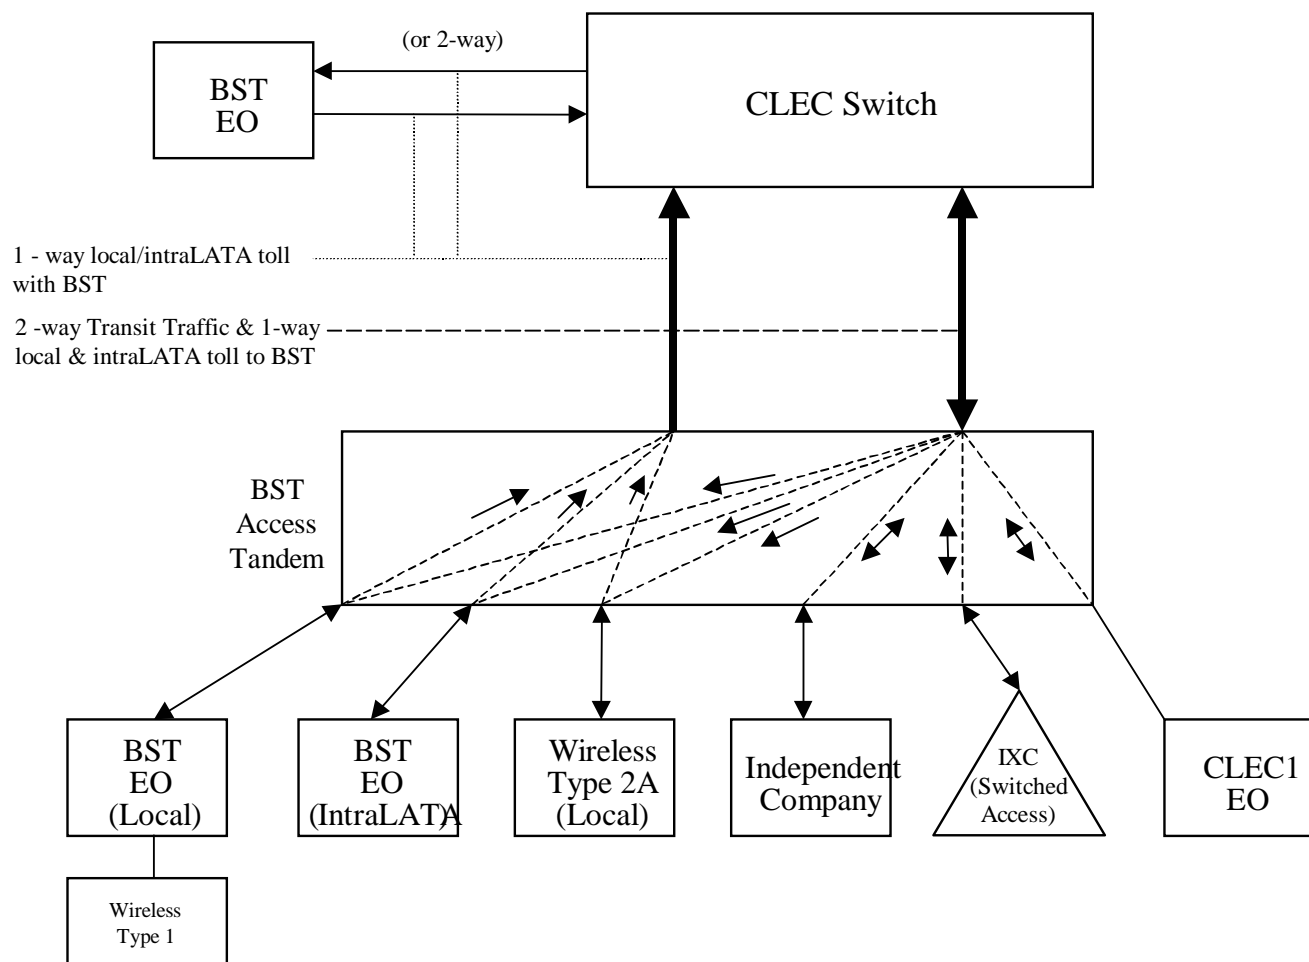 (or 2-way)
BST
EO
CLEC Switch
1 - way local/intraLATA toll
with BST
2 -way Transit Traffic & 1-way
local & intraLATA toll to BST
BST
Access
Tandem
BST
EO
(Local)
BST
EO
(IntraLATA)
Wireless
Type 2A
(Local)
Independent
Company
IXC
(Switched
Access)
CLEC1
EO
Wireless
Type 1